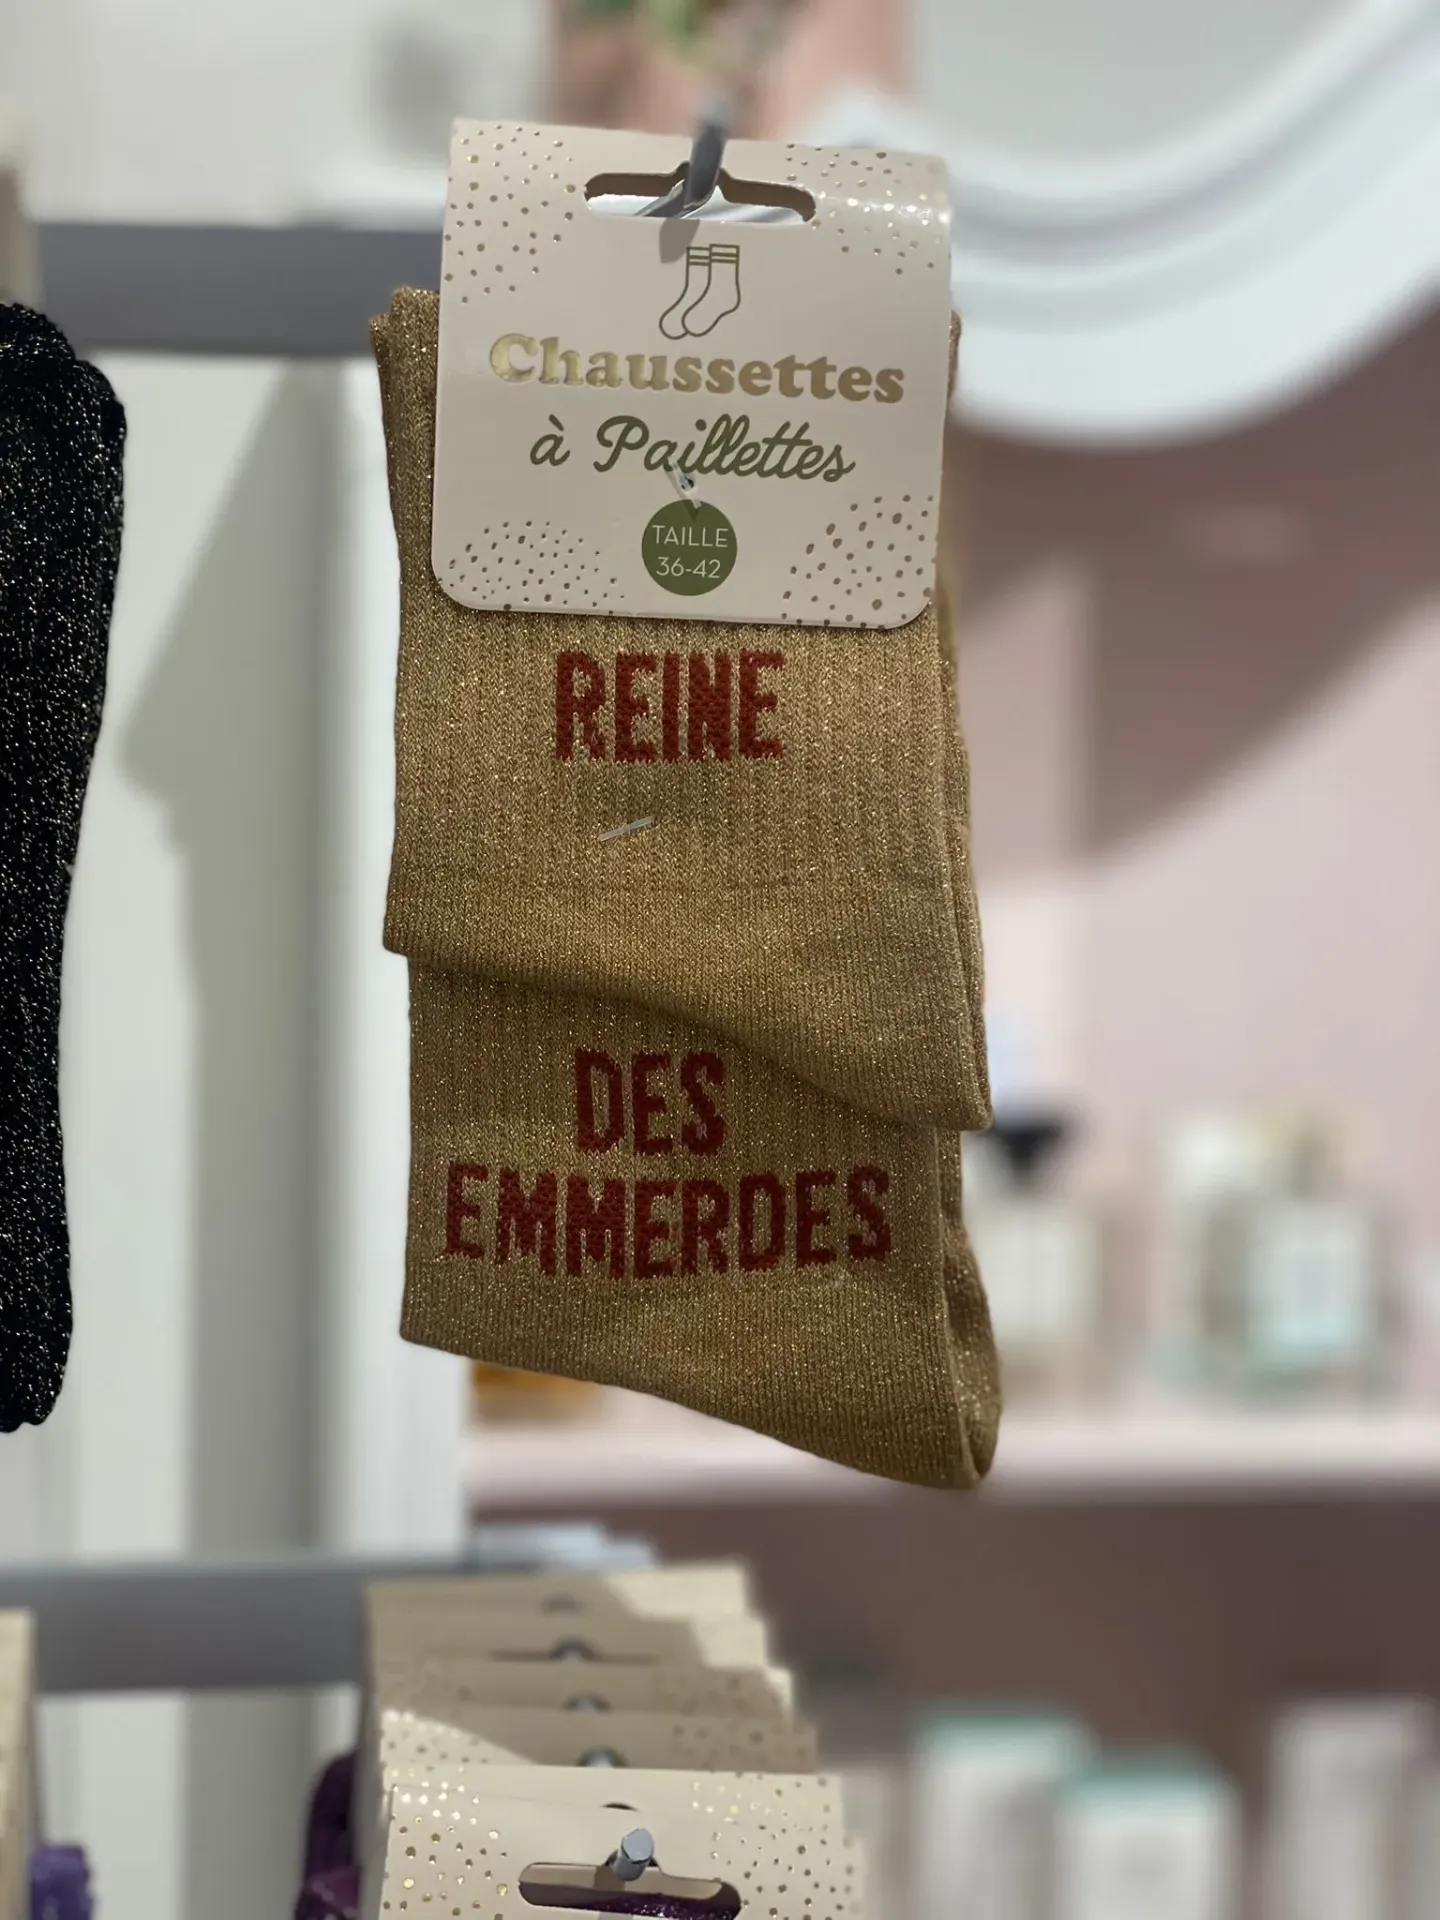 Chaussettes
à Paillettes
TAILLE
36-42
REINE
DES
EMMERDES